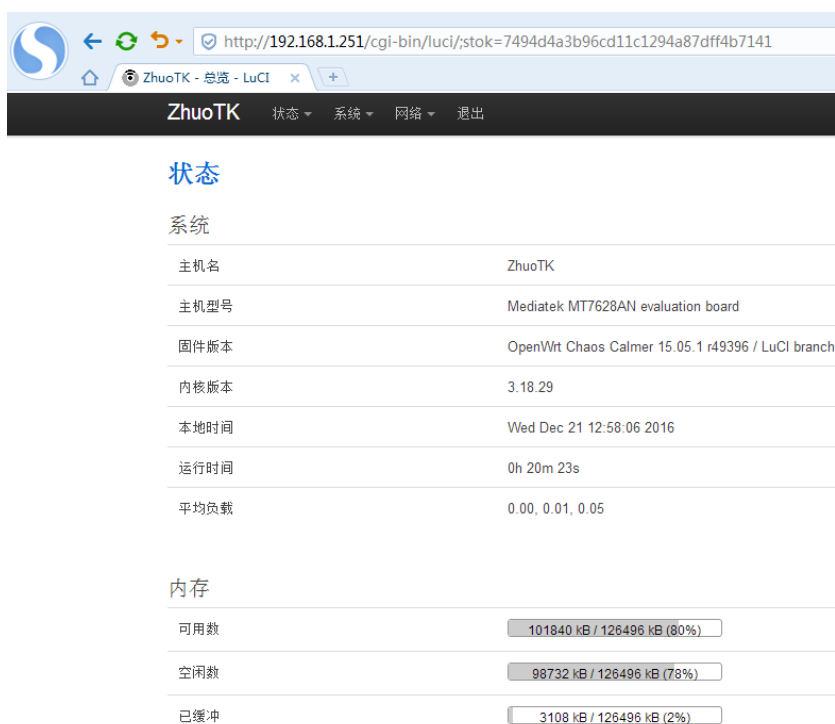 http://192.168.1.251/cgi-bin/luci/;stok=7494d4a3b96cd11c1294a87dff4b7141
ZhuoTK - 总览 - LuCI × +
ZhuoTK 状态 系统 网络 退出
状态
系统
主机名 ZhuoTK
主机型号 Mediatek MT7628AN evaluation board
固件版本 OpenWrt Chaos Calmer 15.05.1 r49396 / LuCI branch
内核版本 3.18.29
本地时间 Wed Dec 21 12:58:06 2016
运行时间 0h 20m 23s
平均负载 0.00, 0.01, 0.05
内存
可用数 101840 kB / 126496 kB (80%)
空闲数 98732 kB / 126496 kB (78%)
已缓冲 3108 kB / 126496 kB (2%)